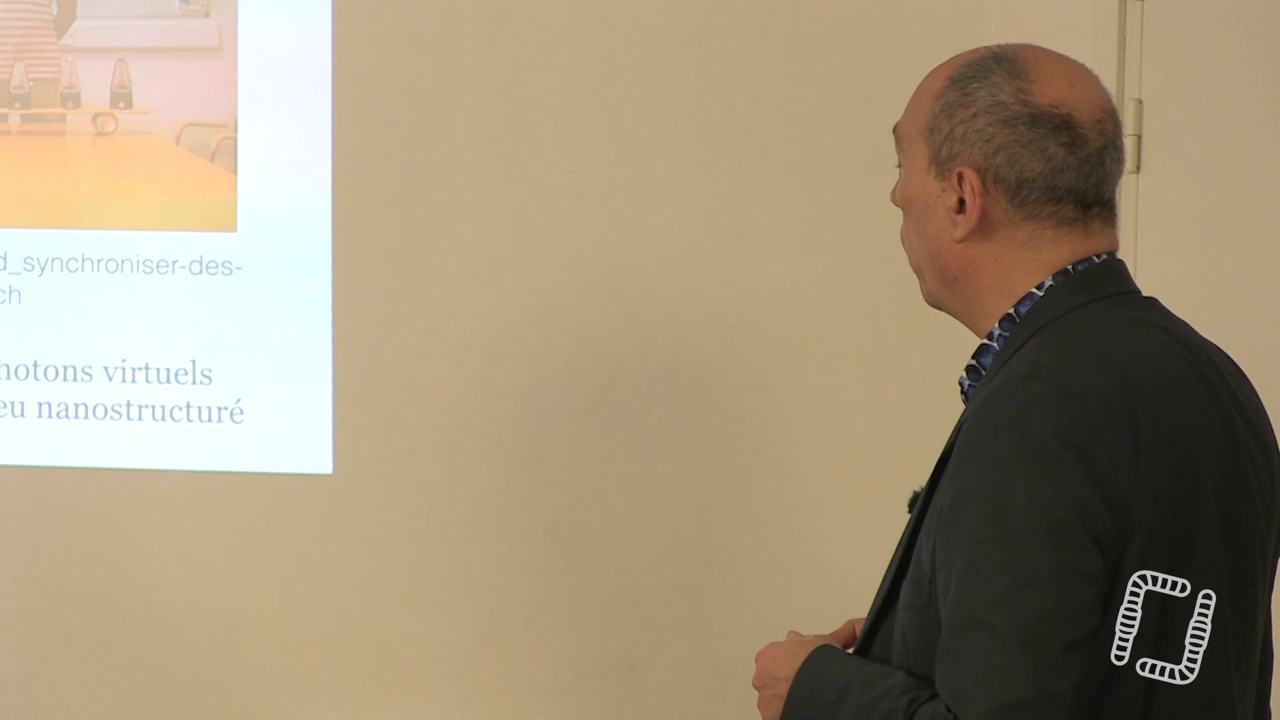 d_synchroniser-des-
ch
hotons virtuels
eu nanostructuré